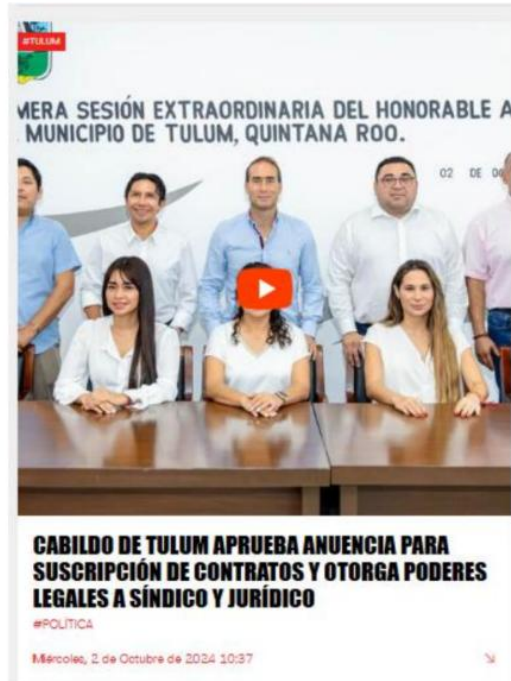 #TULUM
MERA SESIÓN EXTRAORDINARIA DEL HONORABLE A
MUNICIPIO DE TULUM, QUINTANA ROO.
02 DE
CABILDO DE TULUM APRUEBA ANUENCIA PARA
SUSCRIPCIÓN DE CONTRATOS Y OTORGA PODERES
LEGALES A SÍNDICO Y JURÍDICO
#POLÍTICA
Miércoles, 2 de Octubre de 2024 10:37